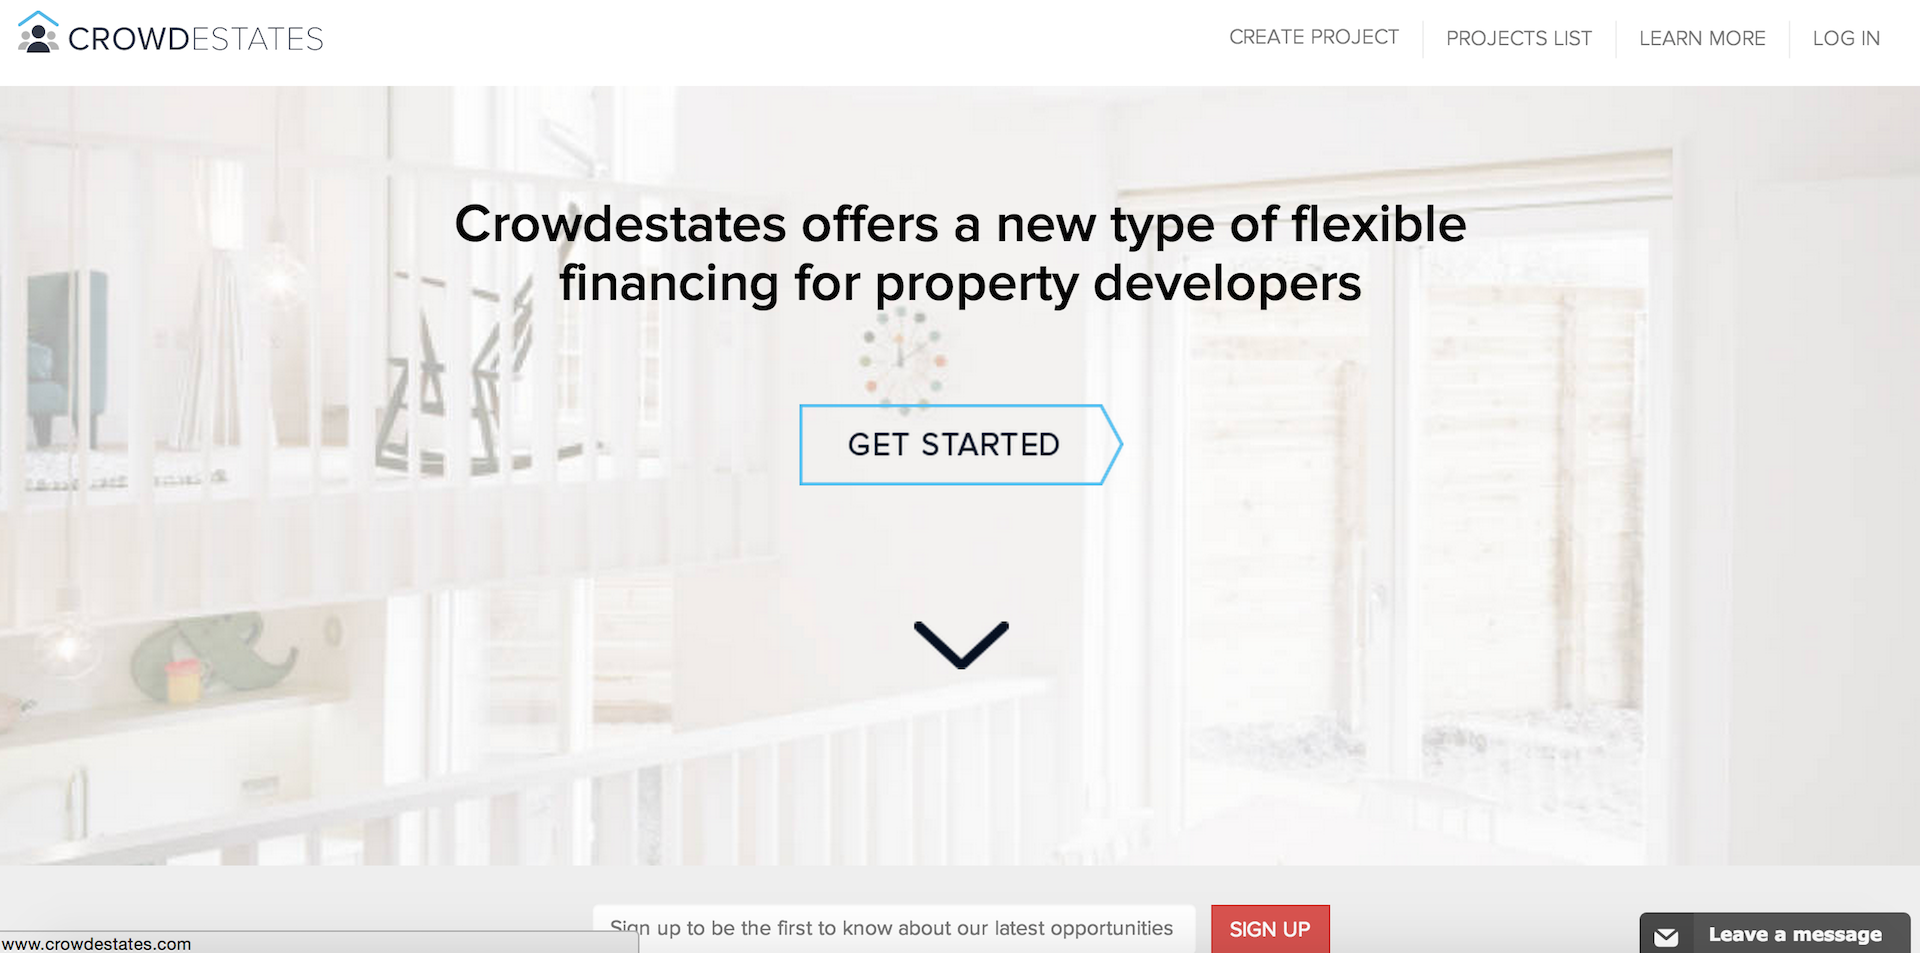 CROWDESTATES
CREATE PROJECT
PROJECTS LIST
LEARN MORE
LOG IN
Crowdestates offers a new type of flexible
financing for property developers
GET STARTED
Sign up to be the first to know about our latest opportunities
SIGN UP
www.crowdestates.com
Leave a message